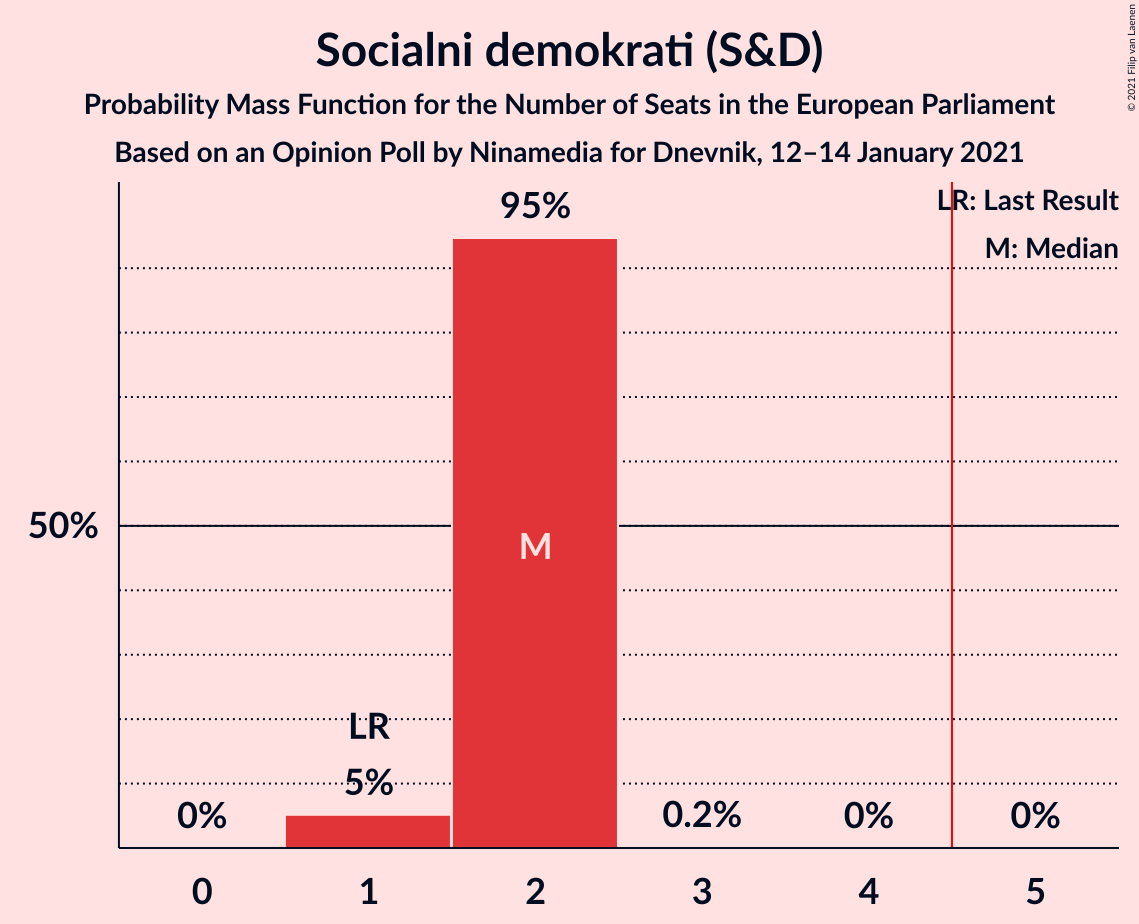 Socialni demokrati (S&D)
Probability Mass Function for the Number of Seats in the European Parliament
Based on an Opinion Poll by Ninamedia for Dnevnik, 12–14 January 2021
© 2021 Filip van Laenen
LR: Last Result
M: Median
95%
50%
M
LR
5%
0%
0.2%
0%
0%
0 1 2 3 4 5